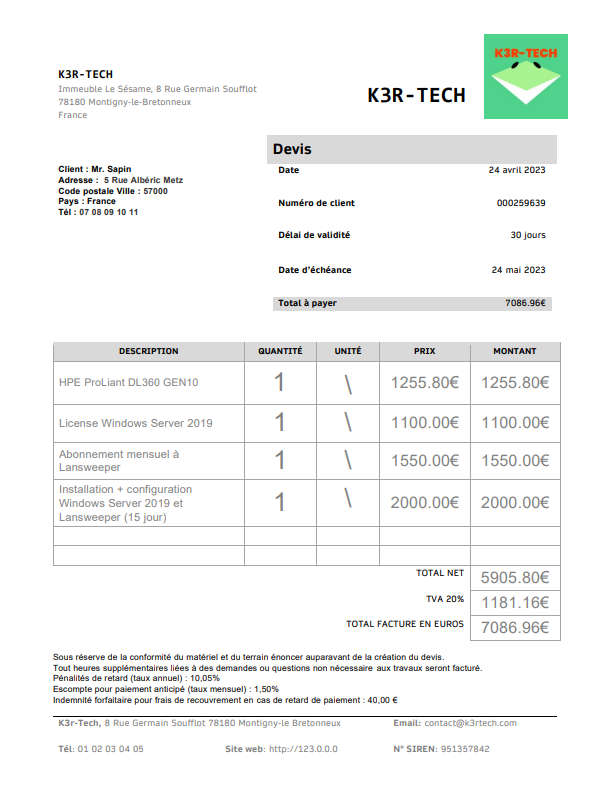 K3R-TECH
K3R-TECH
Immeuble Le Sésame, 8 Rue Germain Soufflot
78180 Montigny-le-Bretonneux
France
K3R-TECH
Devis
Date 24 avril 2023
Client : Mr. Sapin
Adresse : 5 Rue Albéric Metz
Code postale Ville : 57000
Pays : France
Tél : 07 08 09 10 11
Numéro de client 000259639
Délai de validité 30 jours
Date d'échéance 24 mai 2023
Total à payer 7086.96€
DESCRIPTION QUANTITÉ UNITÉ PRIX MONTANT
HPE ProLiant DL360 GEN10 1 \ 1255.80€ 1255.80€
License Windows Server 2019 1 \ 1100.00€ 1100.00€
Abonnement mensuel à
Lansweeper 1 \ 1550.00€ 1550.00€
Installation + configuration
Windows Server 2019 et
Lansweeper (15 jour) 1 \ 2000.00€ 2000.00€
TOTAL NET 5905.80€
TVA 20% 1181.16€
TOTAL FACTURE EN EUROS 7086.96€
Sous réserve de la conformité du matériel et du terrain énoncer auparavant de la création du devis.
Tout heures supplémentaires liées à des demandes ou questions non nécessaire aux travaux seront facturé.
Pénalités de retard (taux annuel) : 10,05%
Escompte pour paiement anticipé (taux mensuel) : 1,50%
Indemnité forfaitaire pour frais de recouvrement en cas de retard de paiement : 40,00 €
K3r-Tech, 8 Rue Germain Soufflot 78180 Montigny-le Bretonneux Email: contact@k3rtech.com
Tél: 01 02 03 04 05 Site web: http://123.0.0.0 N° SIREN: 951357842